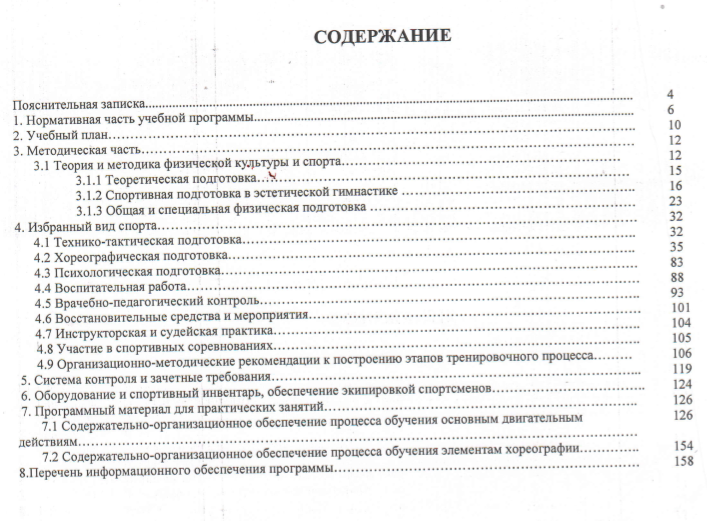 СОДЕРЖАНИЕ
Пояснительная записка.......... 4
1. Нормативная часть учебной программы.......... 6
2. Учебный план.......... 10
3. Методическая часть.......... 12
3.1 Теория и методика физической культуры и спорта.......... 12
3.1.1 Теоретическая подготовка.......... 15
3.1.2 Спортивная подготовка в эстетической гимнастике .......... 16
3.1.3 Общая и специальная физическая подготовка .......... 23
4. Избранный вид спорта.......... 32
4.1 Технико-тактическая подготовка.......... 32
4.2 Хореографическая подготовка.......... 35
4.3 Психологическая подготовка.......... 83
4.4 Воспитательная работа.......... 88
4.5 Врачебно-педагогический контроль.......... 93
4.6 Восстановительные средства и мероприятия.......... 101
4.7 Инструкторская и судейская практика.......... 104
4.8 Участие в спортивных соревнованиях.......... 105
4.9 Организационно-методические рекомендации к построению этапов тренировочного процесса.......... 106
5. Система контроля и зачетные требования.......... 119
6. Оборудование и спортивный инвентарь, обеспечение экипировкой спортсменов.......... 124
7. Программный материал для практических занятий.......... 126
7.1 Содержательно-организационное обеспечение процесса обучения основным двигательным 126
действиям..........
7.2 Содержательно-организационное обеспечение процесса обучения элементам хореографии.......... 154
8.Перечень информационного обеспечения программы.......... 158